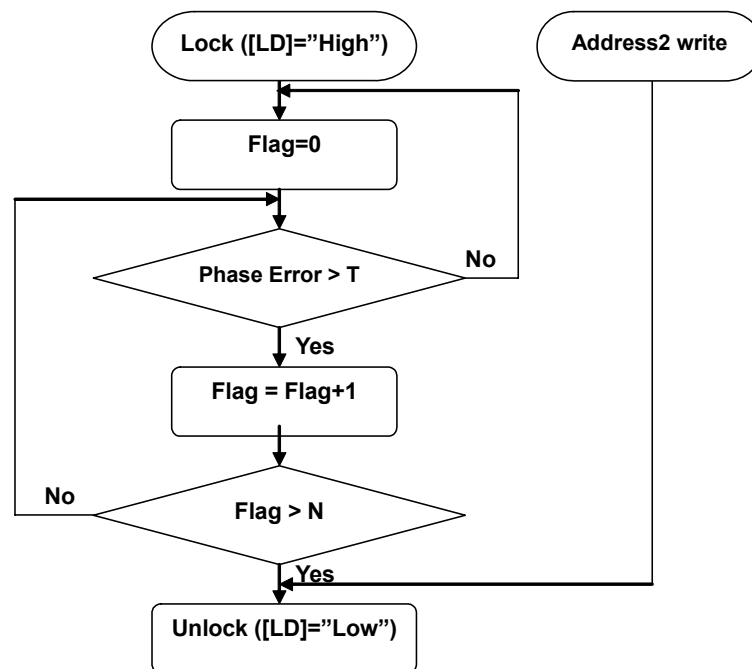 Lock ([LD]=”High”)
Address2 write
Flag=0
Phase Error > T
No
Yes
Flag = Flag+1
No
Flag > N
Yes
Unlock ([LD]=”Low”)